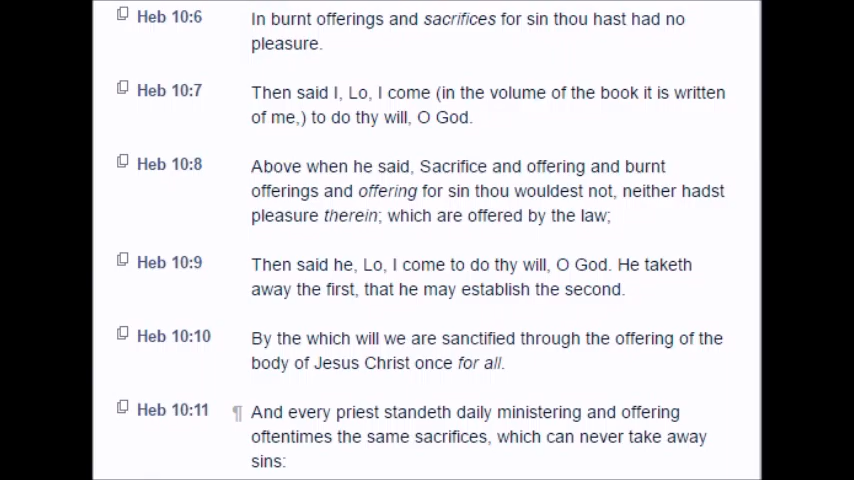 Heb 10:6 In burnt offerings and sacrifices for sin thou hast had no
pleasure.
Heb 10:7 Then said I, Lo, I come (in the volume of the book it is written
of me,) to do thy will, O God.
Heb 10:8 Above when he said, Sacrifice and offering and burnt
offerings and offering for sin thou wouldest not, neither hadst
pleasure therein; which are offered by the law;
Heb 10:9 Then said he, Lo, I come to do thy will, O God. He taketh
away the first, that he may establish the second.
Heb 10:10 By the which will we are sanctified through the offering of the
body of Jesus Christ once for all.
Heb 10:11 ¶ And every priest standeth daily ministering and offering
oftentimes the same sacrifices, which can never take away
sins: